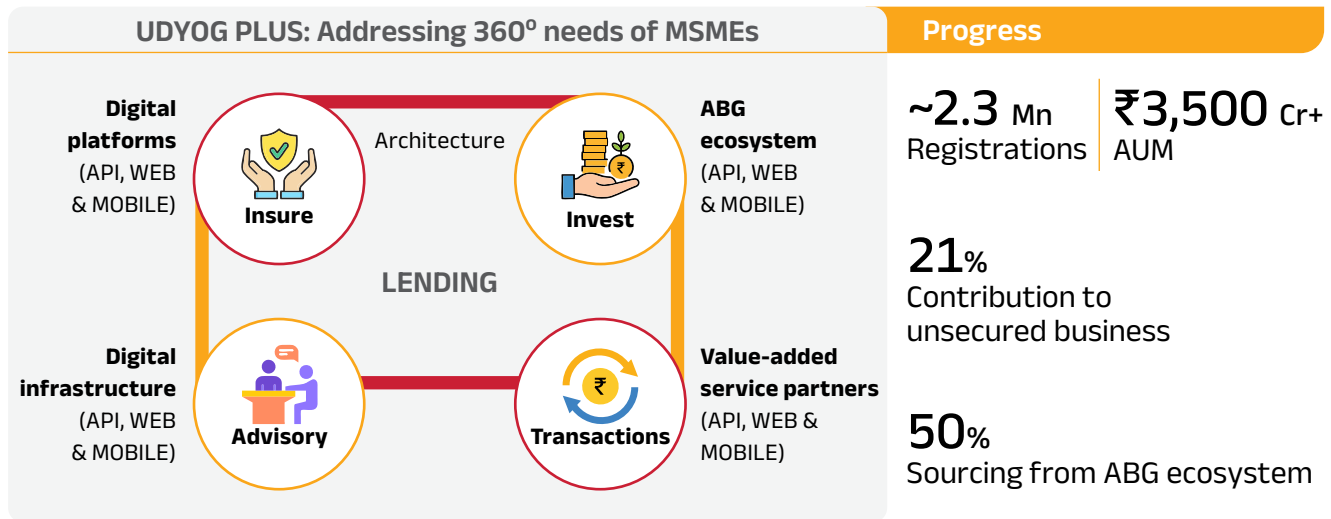 UDYOG PLUS: Addressing 360⁰ needs of MSMEs
Digital
platforms
(API, WEB
& MOBILE)
Insure
Architecture
₹
Invest
ABG
ecosystem
(API, WEB
& MOBILE)
LENDING
Digital
infrastructure
(API, WEB
& MOBILE)
Advisory
₹
Transactions
Value-added
service partners
(API, WEB &
MOBILE)
Progress
~2.3 Mn
Registrations
₹3,500 Cr+
AUM
21%
Contribution to
unsecured business
50%
Sourcing from ABG ecosystem